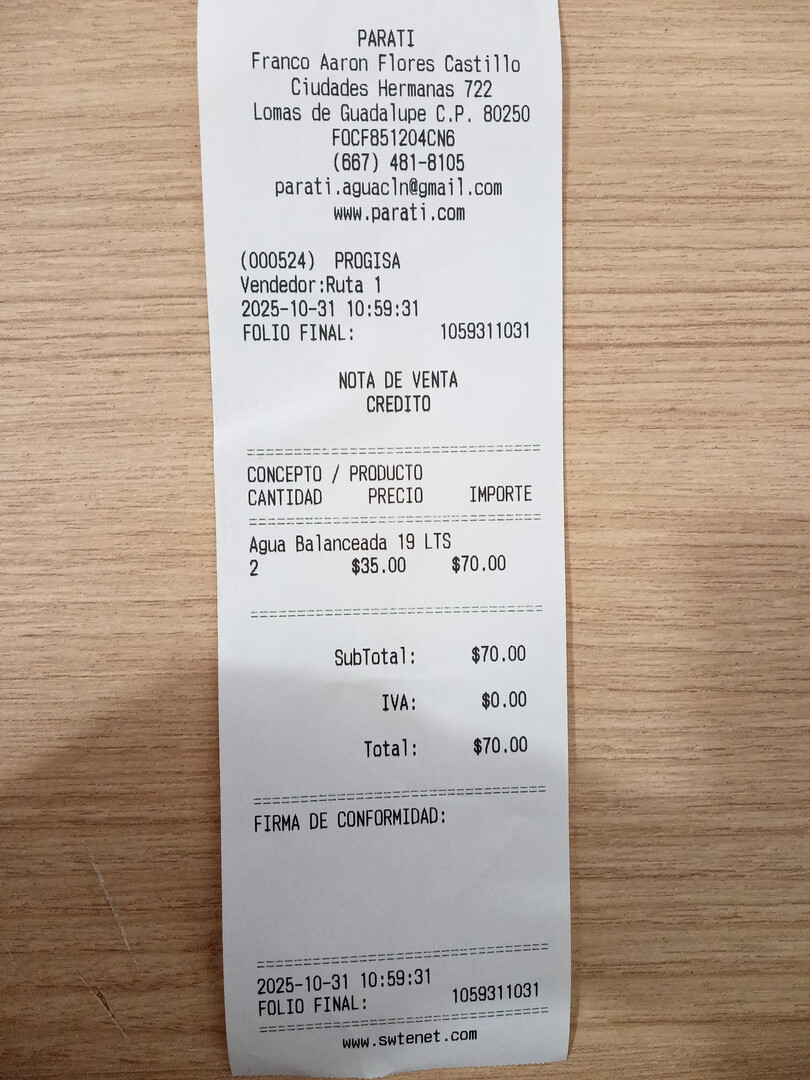 PARATI
Franco Aaron Flores Castillo
Ciudades Hermanas 722
Lomas de Guadalupe C.P. 80250
FOCF851204CN6
(667) 481-8105
parati.aguacln@gmail.com
www.parati.com
(000524) PROGISA
Vendedor:Ruta 1
2025-10-31 10:59:31
FOLIO FINAL: 1059311031
NOTA DE VENTA
CREDITO
================================
CONCEPTO / PRODUCTO
CANTIDAD PRECIO IMPORTE
================================
Agua Balanceada 19 LTS
2 $35.00 $70.00
================================
SubTotal: $70.00
IVA: $0.00
Total: $70.00
================================
FIRMA DE CONFORMIDAD:
================================
2025-10-31 10:59:31
FOLIO FINAL: 1059311031
================================
www.swtenet.com